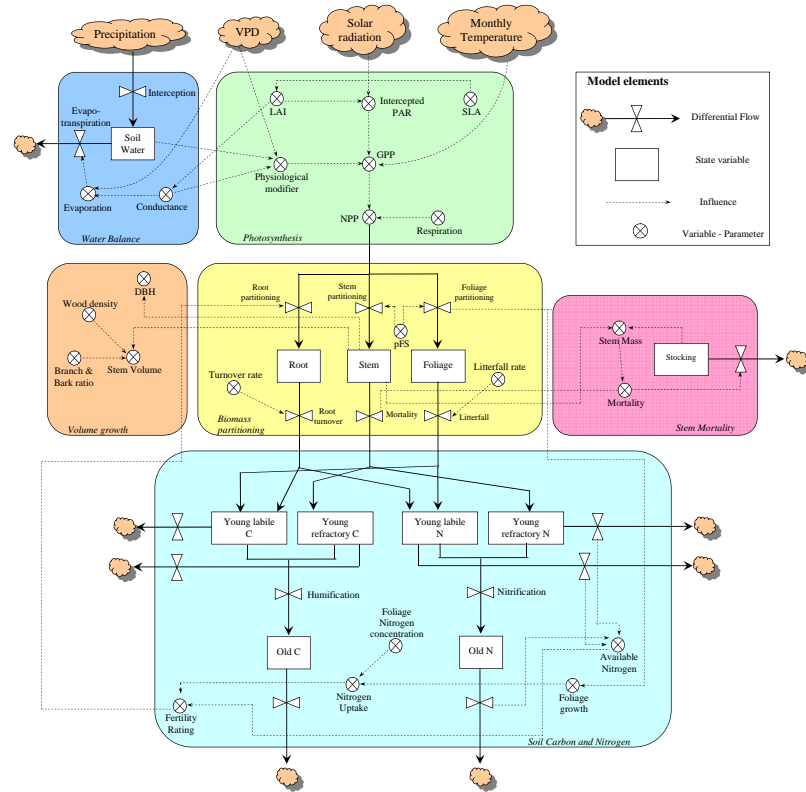 Precipitation
VPD
Solar
radiation
Monthly
Temperature
Interception
Evapo-
transpiration
Soil
Water
Evaporation
Conductance
Water Balance
LAI
Intercepted
PAR
SLA
GPP
Physiological
modifier
NPP
Respiration
Photosynthesis
Model elements
Differential Flow
State variable
Influence
Variable - Parameter
DBH
Wood density
Branch &
Bark ratio
Stem Volume
Volume growth
Root
partitioning
Stem
partitioning
Foliage
partitioning
pFS
Root
Stem
Foliage
Turnover rate
Litterfall rate
Root
turnover
Mortality
Litterfall
Biomass
partitioning
Stem Mass
Stocking
Mortality
Stem Mortality
Young labile
C
Young
refractory C
Young labile
N
Young
refractory N
Humification
Nitrification
Foliage
Nitrogen
concentration
Old C
Old N
Available
Nitrogen
Nitrogen
Uptake
Foliage
growth
Fertility
Rating
Soil Carbon and Nitrogen